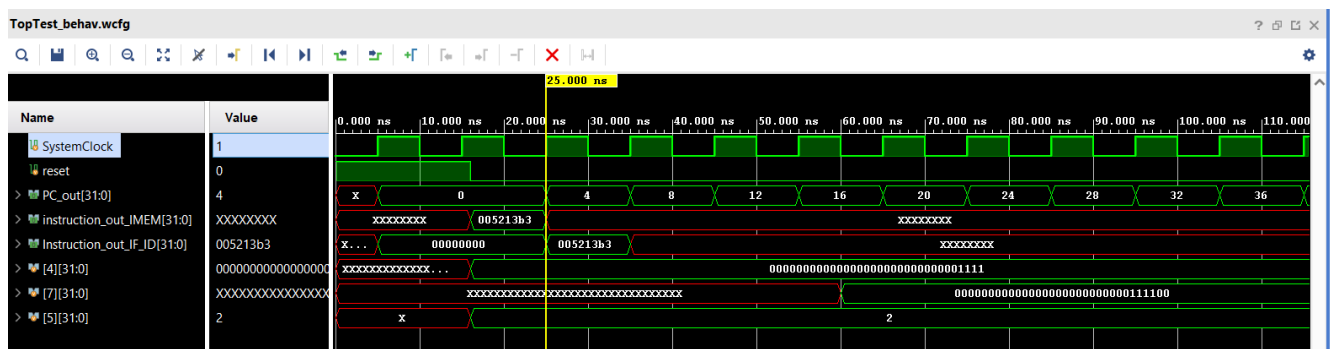 TopTest_behav.wcfg
25.000 ns
Name Value 0.000 ns 10.000 ns 20.000 ns 30.000 ns 40.000 ns 50.000 ns 60.000 ns 70.000 ns 80.000 ns 90.000 ns 100.000 ns 110.000
SystemClock 1
reset 0
PC_out[31:0] 4 X 0 4 8 12 16 20 24 28 32 36
instruction_out_IMEM[31:0] XXXXXXXX XXXXXXXX 005213b3 XXXXXXXX
Instruction_out_IF_ID[31:0] 005213b3 X... 00000000 005213b3 XXXXXXXX
[4][31:0] 00000000000000000 XXXXXXXXXXXXX... 00000000000000000000000000001111
[7][31:0] XXXXXXXXXXXXXXX XXXXXXXXXXXXXXXXXXXXXXXXXXXXXXXX 00000000000000000000000000111100
[5][31:0] 2 X 2